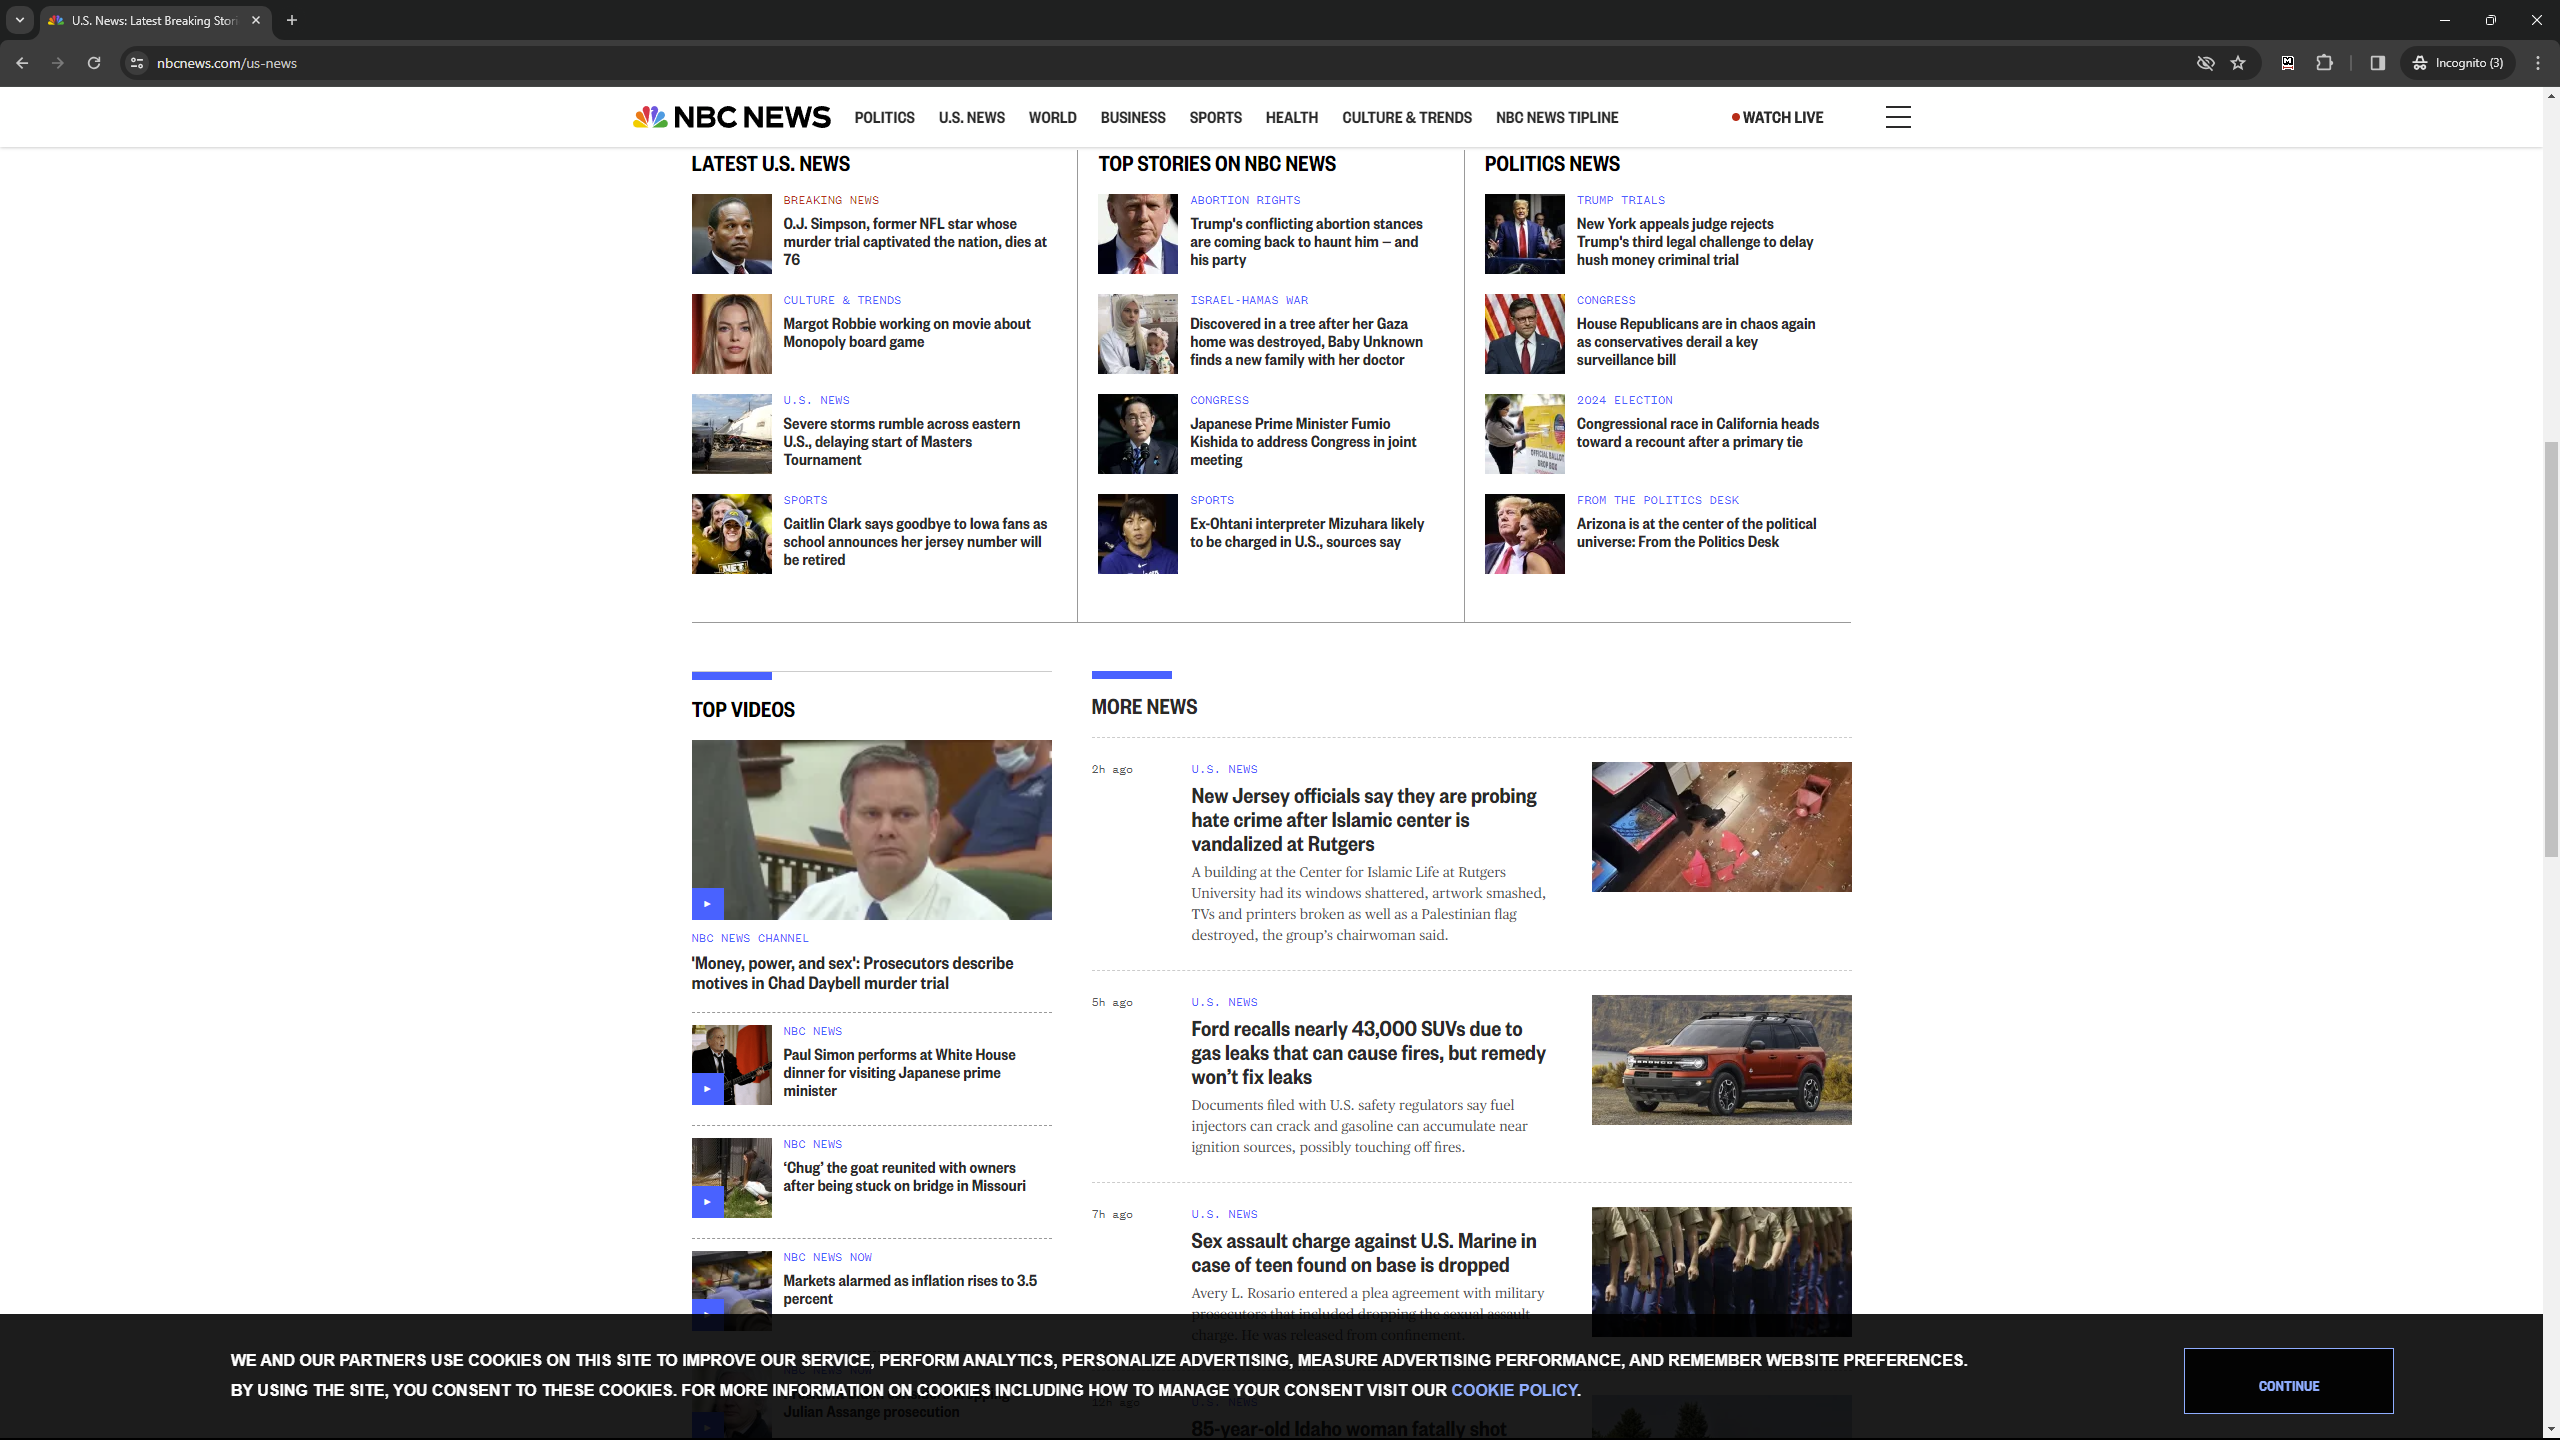 U.S. News: Latest Breaking Stori
nbcnews.com/us-news
Incognito (3)
NBC NEWS
POLITICS
U.S. NEWS
WORLD
BUSINESS
SPORTS
HEALTH
CULTURE & TRENDS
NBC NEWS TIPLINE
WATCH LIVE
LATEST U.S. NEWS
BREAKING NEWS
O.J. Simpson, former NFL star whose
murder trial captivated the nation, dies at
76
CULTURE & TRENDS
Margot Robbie working on movie about
Monopoly board game
U.S. NEWS
Severe storms rumble across eastern
U.S., delaying start of Masters
Tournament
SPORTS
Caitlin Clark says goodbye to Iowa fans as
school announces her jersey number will
be retired
TOP STORIES ON NBC NEWS
ABORTION RIGHTS
Trump's conflicting abortion stances
are coming back to haunt him — and
his party
ISRAEL-HAMAS WAR
Discovered in a tree after her Gaza
home was destroyed, Baby Unknown
finds a new family with her doctor
CONGRESS
Japanese Prime Minister Fumio
Kishida to address Congress in joint
meeting
SPORTS
Ex-Ohtani interpreter Mizuhara likely
to be charged in U.S., sources say
POLITICS NEWS
TRUMP TRIALS
New York appeals judge rejects
Trump's third legal challenge to delay
hush money criminal trial
CONGRESS
House Republicans are in chaos again
as conservatives derail a key
surveillance bill
2024 ELECTION
Congressional race in California heads
toward a recount after a primary tie
OFFICIAL BALLOT
DROP BOX
FROM THE POLITICS DESK
Arizona is at the center of the political
universe: From the Politics Desk
TOP VIDEOS
NBC NEWS CHANNEL
'Money, power, and sex': Prosecutors describe
motives in Chad Daybell murder trial
NBC NEWS
Paul Simon performs at White House
dinner for visiting Japanese prime
minister
NBC NEWS
‘Chug’ the goat reunited with owners
after being stuck on bridge in Missouri
NBC NEWS NOW
Markets alarmed as inflation rises to 3.5
percent
Julian Assange prosecution
MORE NEWS
2h ago
U.S. NEWS
New Jersey officials say they are probing
hate crime after Islamic center is
vandalized at Rutgers
A building at the Center for Islamic Life at Rutgers
University had its windows shattered, artwork smashed,
TVs and printers broken as well as a Palestinian flag
destroyed, the group’s chairwoman said.
5h ago
U.S. NEWS
Ford recalls nearly 43,000 SUVs due to
gas leaks that can cause fires, but remedy
won’t fix leaks
Documents filed with U.S. safety regulators say fuel
injectors can crack and gasoline can accumulate near
ignition sources, possibly touching off fires.
7h ago
U.S. NEWS
Sex assault charge against U.S. Marine in
case of teen found on base is dropped
Avery L. Rosario entered a plea agreement with military
prosecutors that included dropping the sexual assault
charge. He was released from confinement.
12h ago
U.S. NEWS
85-year-old Idaho woman fatally shot
WE AND OUR PARTNERS USE COOKIES ON THIS SITE TO IMPROVE OUR SERVICE, PERFORM ANALYTICS, PERSONALIZE ADVERTISING, MEASURE ADVERTISING PERFORMANCE, AND REMEMBER WEBSITE PREFERENCES.
BY USING THE SITE, YOU CONSENT TO THESE COOKIES. FOR MORE INFORMATION ON COOKIES INCLUDING HOW TO MANAGE YOUR CONSENT VISIT OUR COOKIE POLICY.
CONTINUE